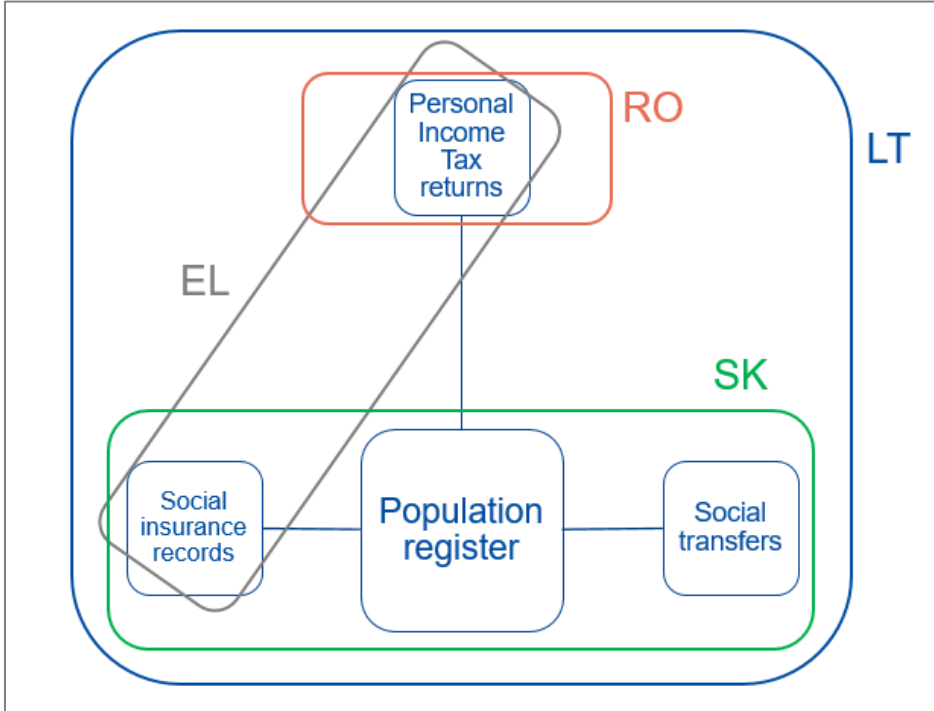 Personal
Income
Tax
returns
RO
LT
EL
SK
Social
insurance
records
Population
register
Social
transfers